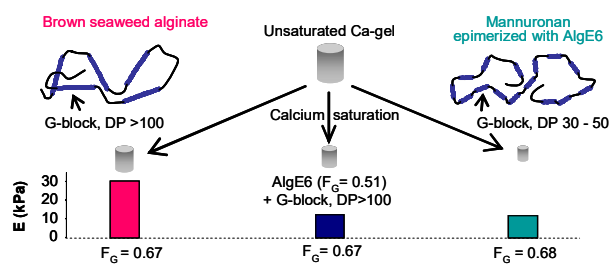 Brown seaweed alginate
Unsaturated Ca-gel
Mannuronan
epimerized with AlgE6
G-block, DP >100
Calcium saturation
G-block, DP 30 - 50
AlgE6 (FG= 0.51)
+ G-block, DP>100
E (kPa)
30
20
10
0
FG = 0.67
FG = 0.67
FG = 0.68